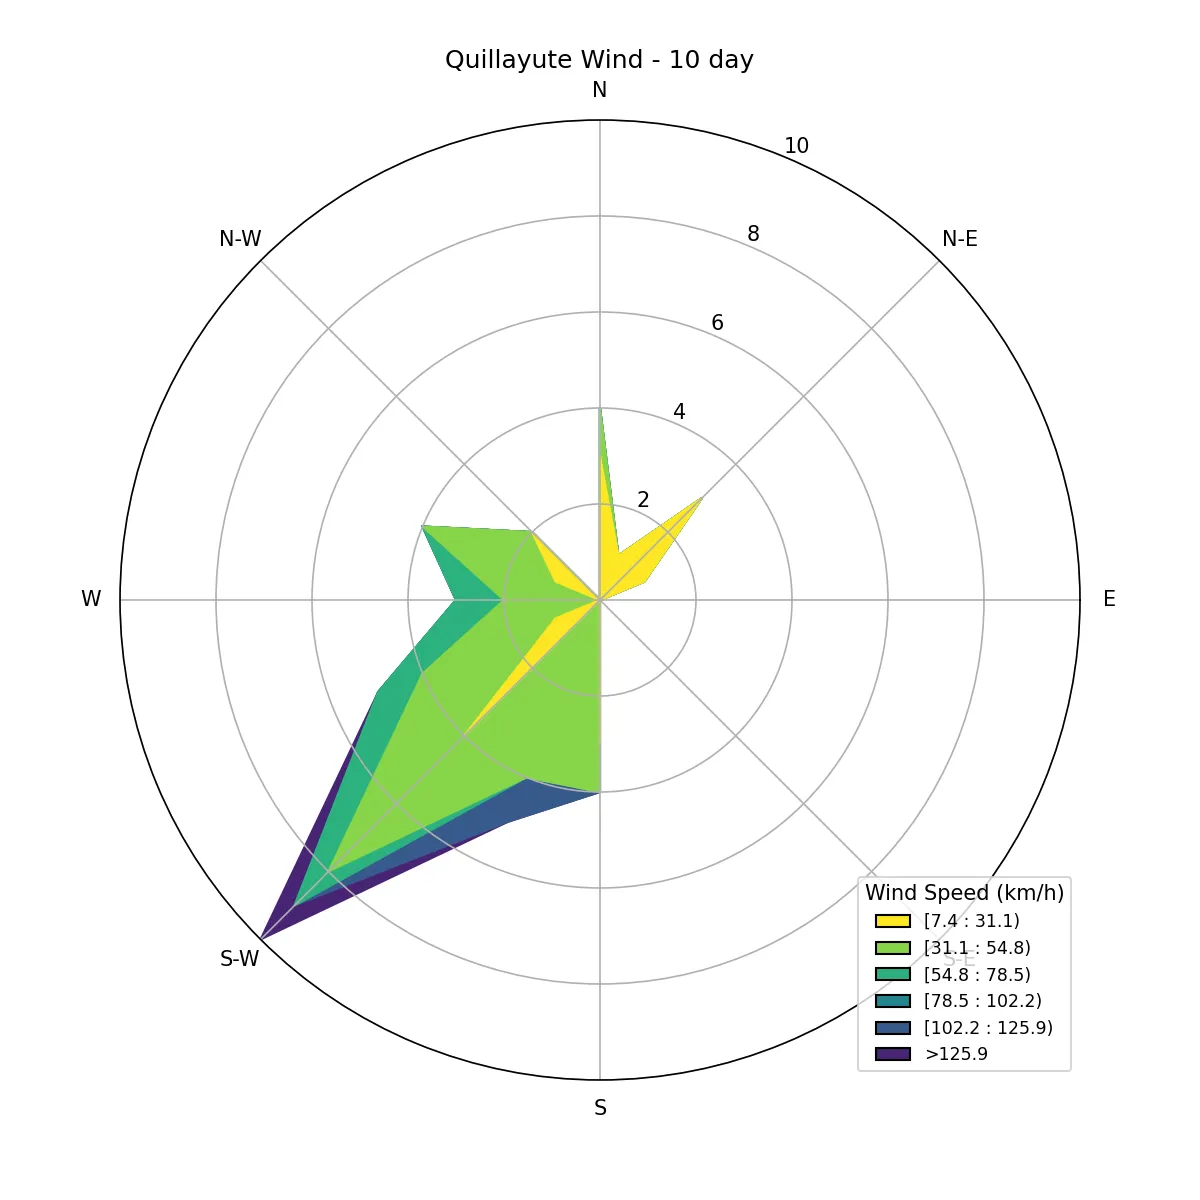 Quillayute Wind - 10 day
N
10
N-W
N-E
8
6
4
2
W
E
S-W
S-E
Wind Speed (km/h)
[7.4 : 31.1)
[31.1 : 54.8)
[54.8 : 78.5)
[78.5 : 102.2)
[102.2 : 125.9)
>125.9
S